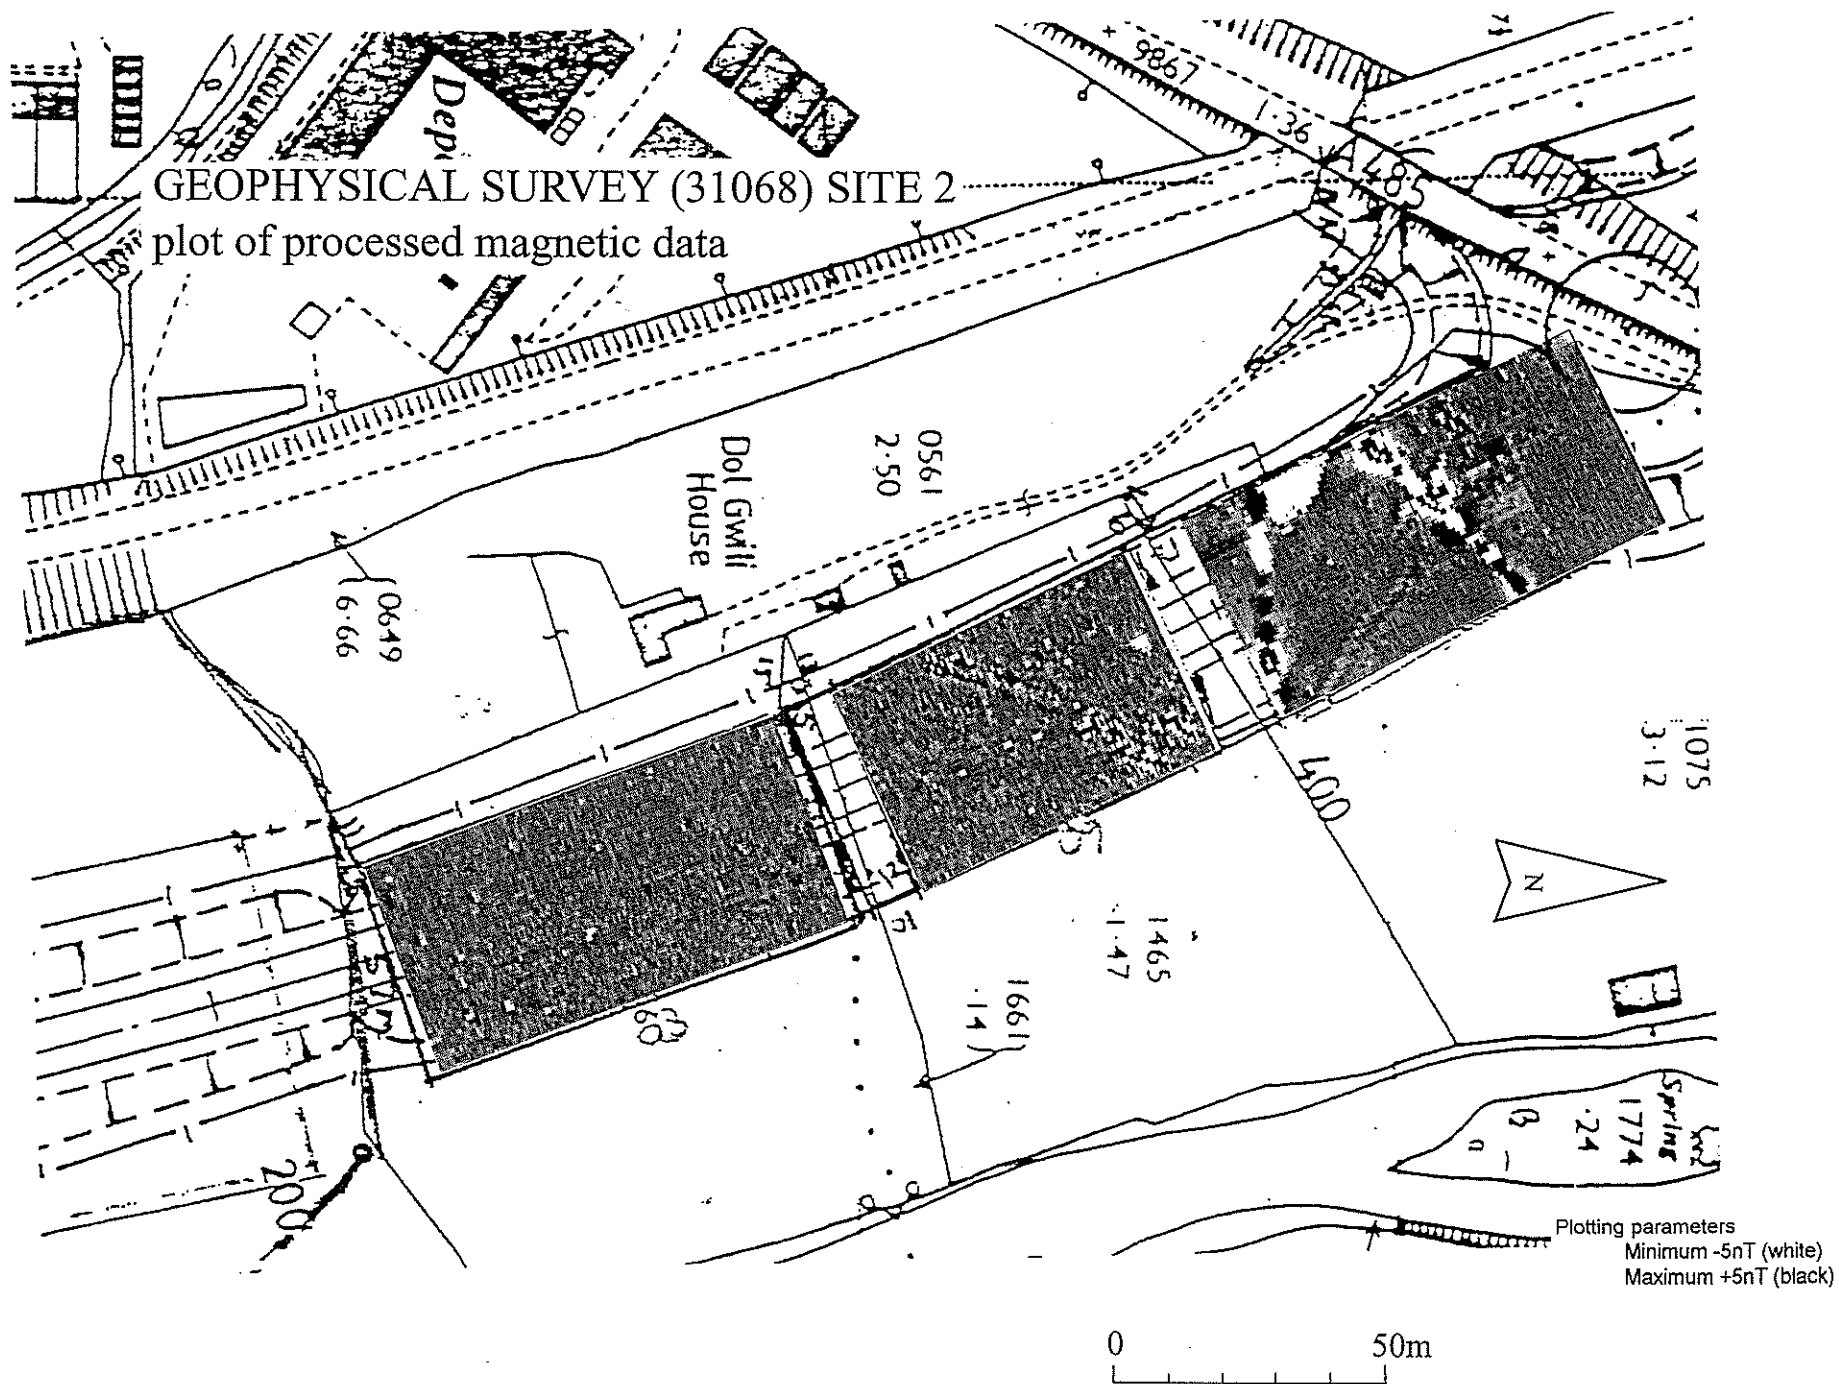 GEOPHYSICAL SURVEY (31068) SITE 2
plot of processed magnetic data
9867
1·36
A 485
Dol Gwili
House
0561
2·50
0649
6·66
1075
3·12
400
N
1465
1·47
1661
·14
60
200
Spring
1774
·24
B
a
Plotting parameters
Minimum -5nT (white)
Maximum +5nT (black)
0 50m